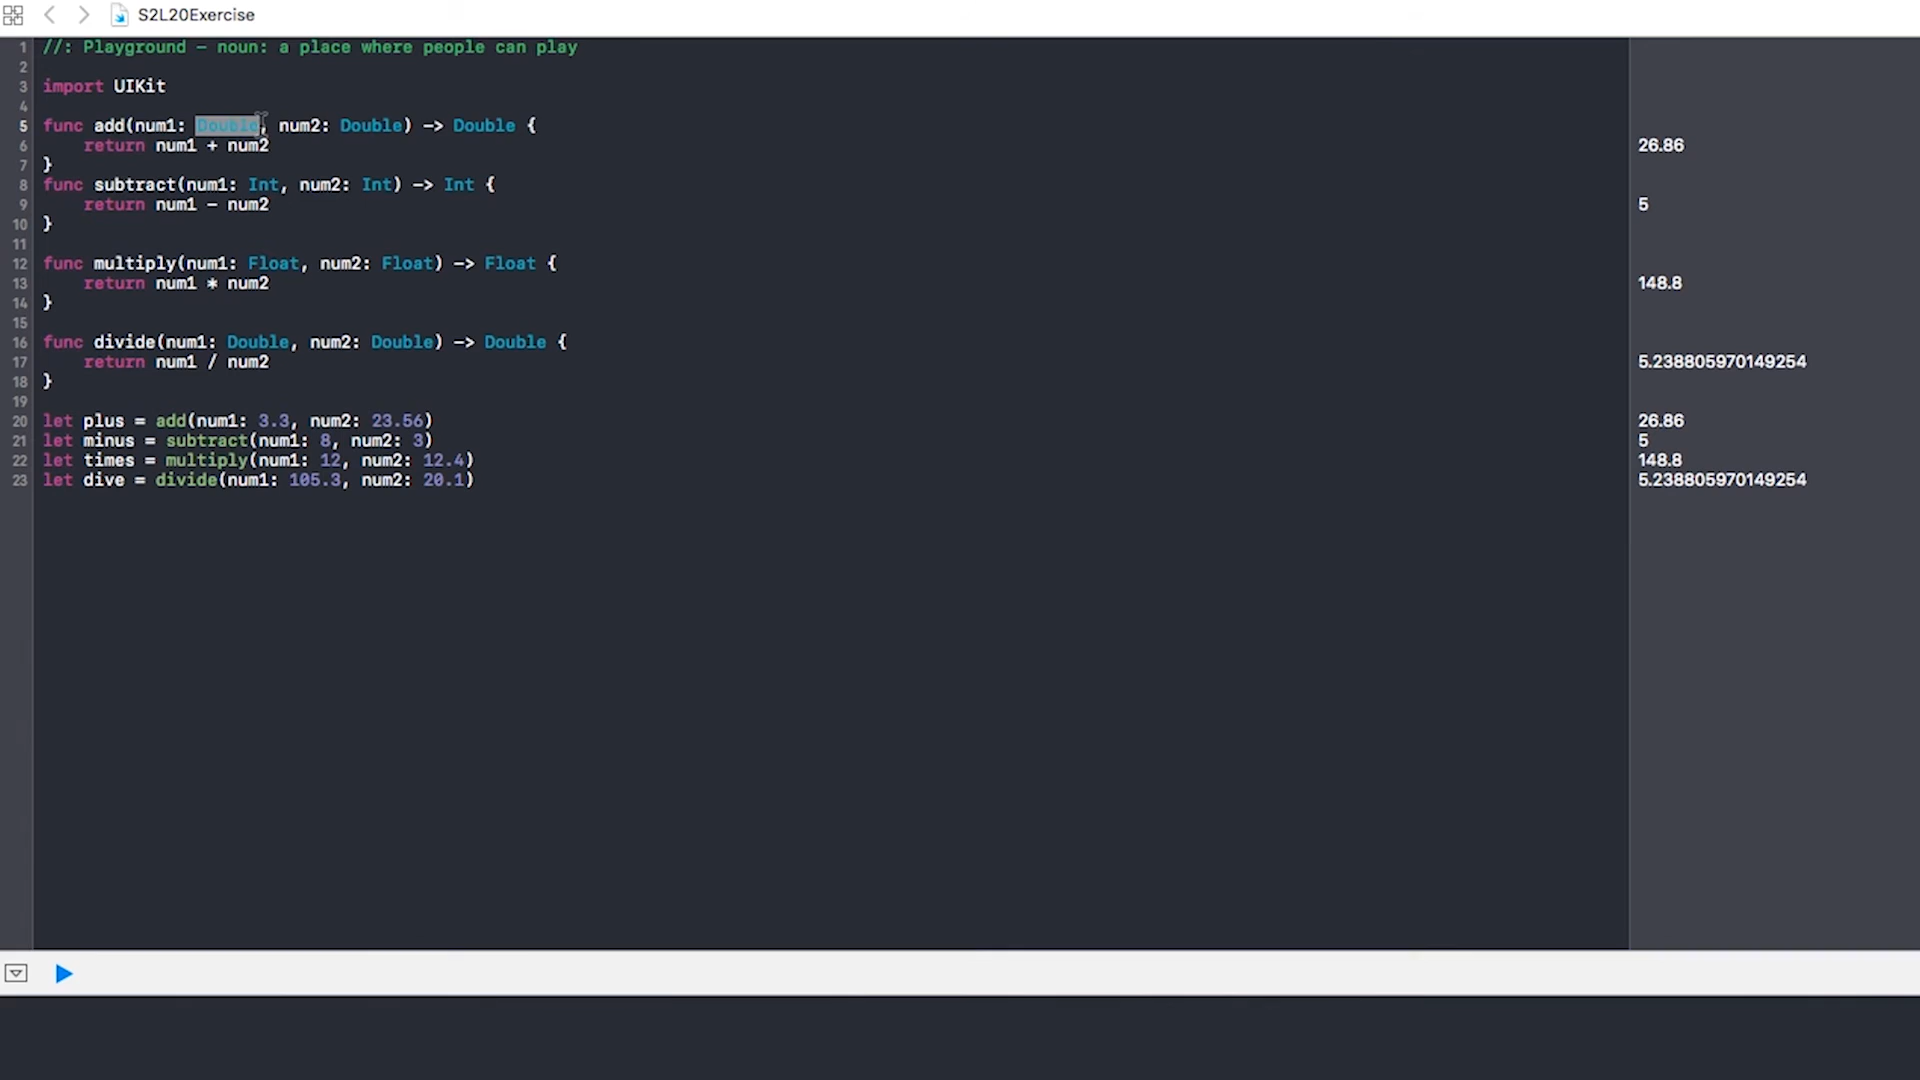 S2L20Exercise
1 //: Playground - noun: a place where people can play
2
3 import UIKit
4
5 func add(num1: Double, num2: Double) -> Double {
6     return num1 + num2 26.86
7 }
8 func subtract(num1: Int, num2: Int) -> Int {
9     return num1 - num2 5
10 }
11
12 func multiply(num1: Float, num2: Float) -> Float {
13     return num1 * num2 148.8
14 }
15
16 func divide(num1: Double, num2: Double) -> Double {
17     return num1 / num2 5.238805970149254
18 }
19
20 let plus = add(num1: 3.3, num2: 23.56) 26.86
21 let minus = subtract(num1: 8, num2: 3) 5
22 let times = multiply(num1: 12, num2: 12.4) 148.8
23 let dive = divide(num1: 105.3, num2: 20.1) 5.238805970149254